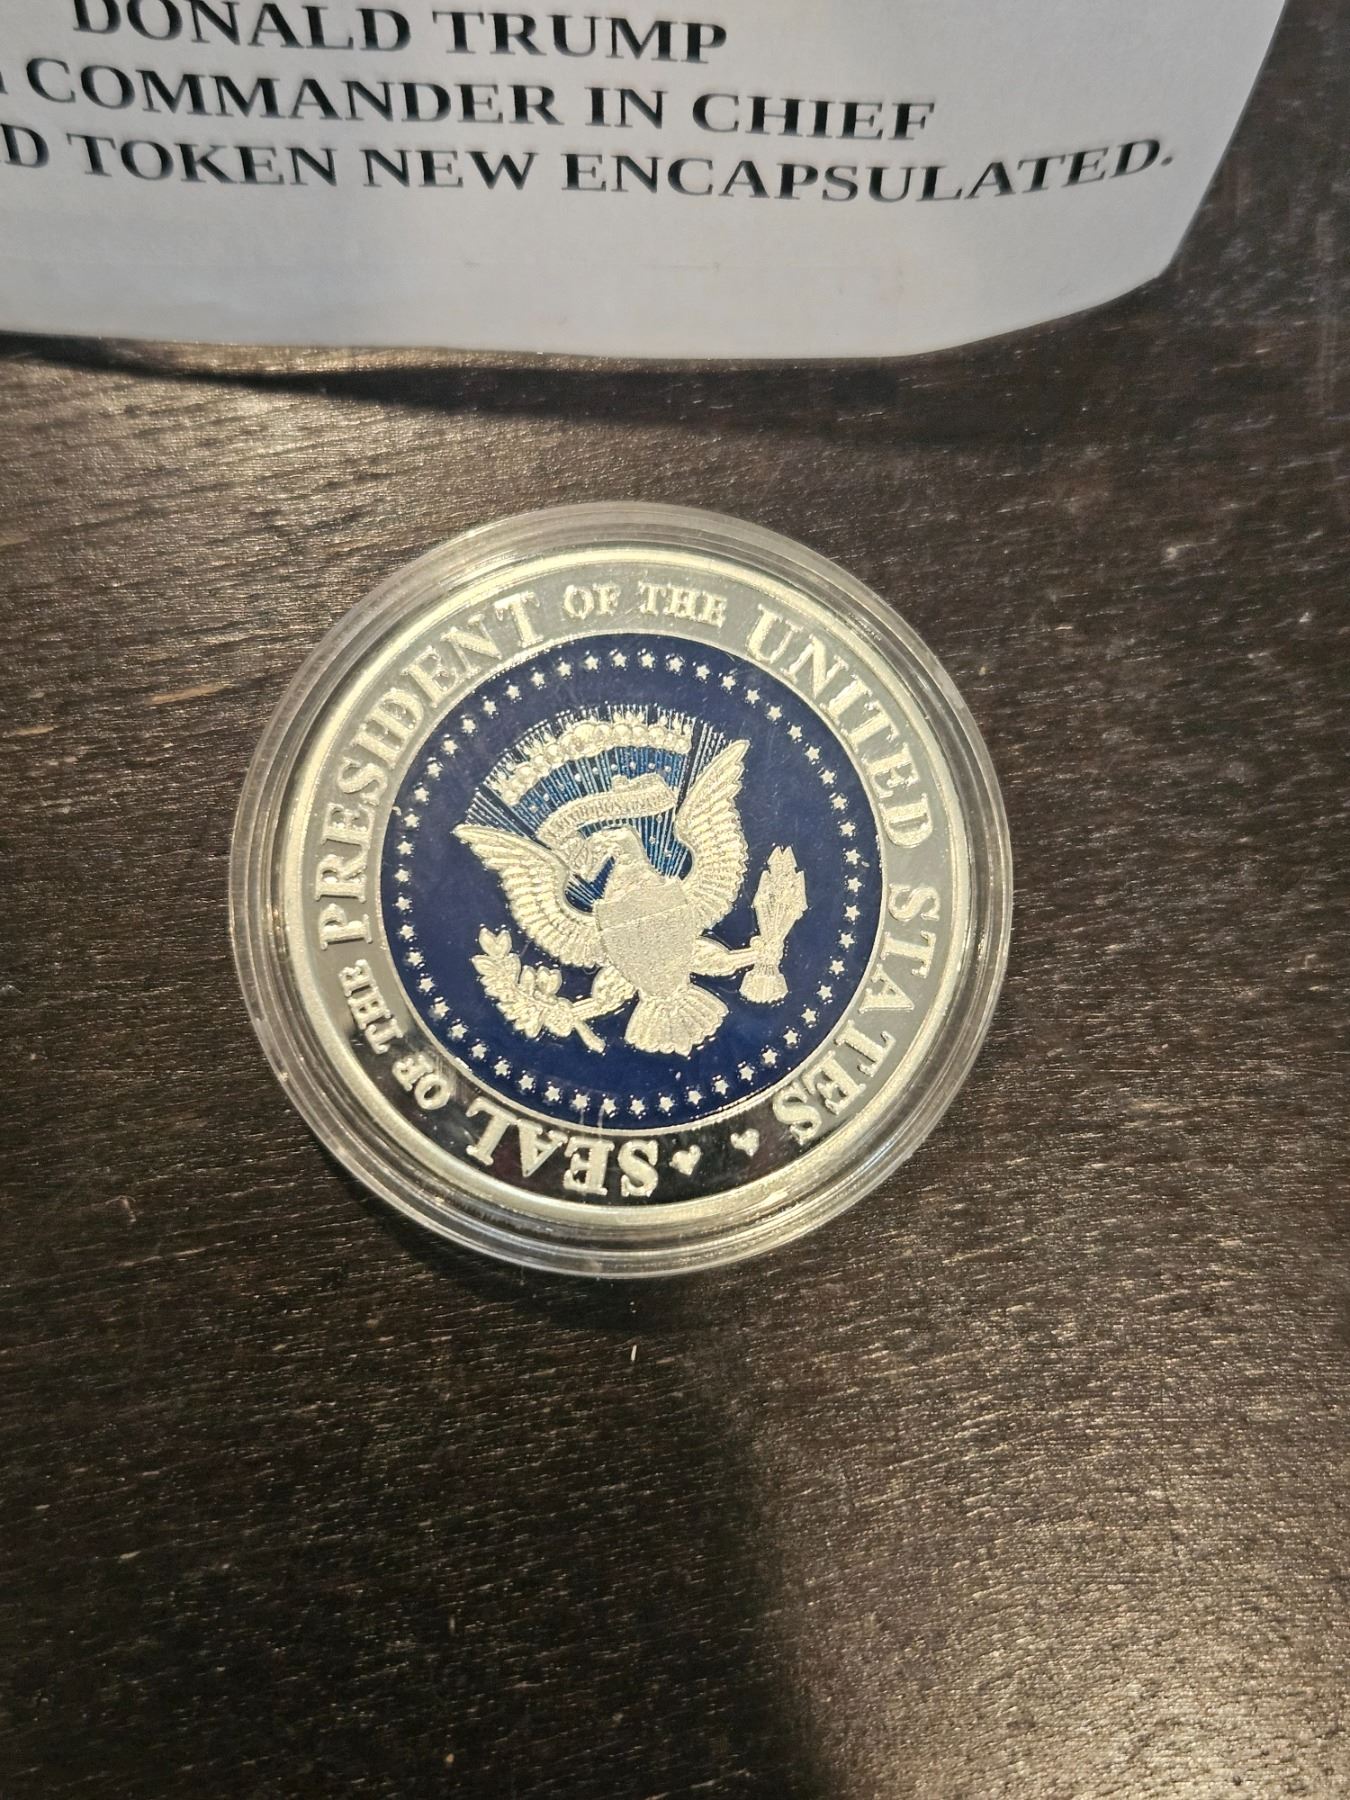 DONALD TRUMP
COMMANDER IN CHIEF
D TOKEN NEW ENCAPSULATED.
SEAL OF THE PRESIDENT OF THE UNITED STATES